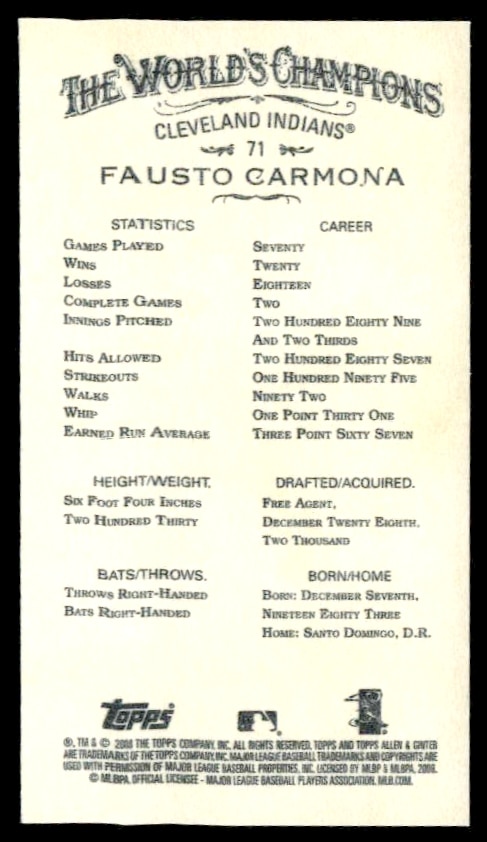 THE WORLD'S CHAMPIONS
CLEVELAND INDIANS®
71
FAUSTO CARMONA
STATISTICS CAREER
GAMES PLAYED SEVENTY
WINS TWENTY
LOSSES EIGHTEEN
COMPLETE GAMES TWO
INNINGS PITCHED TWO HUNDRED EIGHTY NINE
AND TWO THIRDS
HITS ALLOWED TWO HUNDRED EIGHTY SEVEN
STRIKEOUTS ONE HUNDRED NINETY FIVE
WALKS NINETY TWO
WHIP ONE POINT THIRTY ONE
EARNED RUN AVERAGE THREE POINT SIXTY SEVEN
HEIGHT/WEIGHT.
SIX FOOT FOUR INCHES
TWO HUNDRED THIRTY
DRAFTED/ACQUIRED.
FREE AGENT,
DECEMBER TWENTY EIGHTH,
TWO THOUSAND
BATS/THROWS.
THROWS RIGHT-HANDED
BATS RIGHT-HANDED
BORN/HOME
BORN: DECEMBER SEVENTH,
NINETEEN EIGHTY THREE
HOME: SANTO DOMINGO, D.R.
Topps
®, TM & © 2008 THE TOPPS COMPANY, INC. ALL RIGHTS RESERVED. TOPPS AND TOPPS ALLEN & GINTER
ARE TRADEMARKS OF THE TOPPS COMPANY, INC. MAJOR LEAGUE BASEBALL TRADEMARKS AND COPYRIGHTS ARE
USED WITH PERMISSION OF MAJOR LEAGUE BASEBALL PROPERTIES, INC. LICENSED BY MLBP & MLBPA, 2008.
© MLBPA, OFFICIAL LICENSEE - MAJOR LEAGUE BASEBALL PLAYERS ASSOCIATION. MLB.COM.